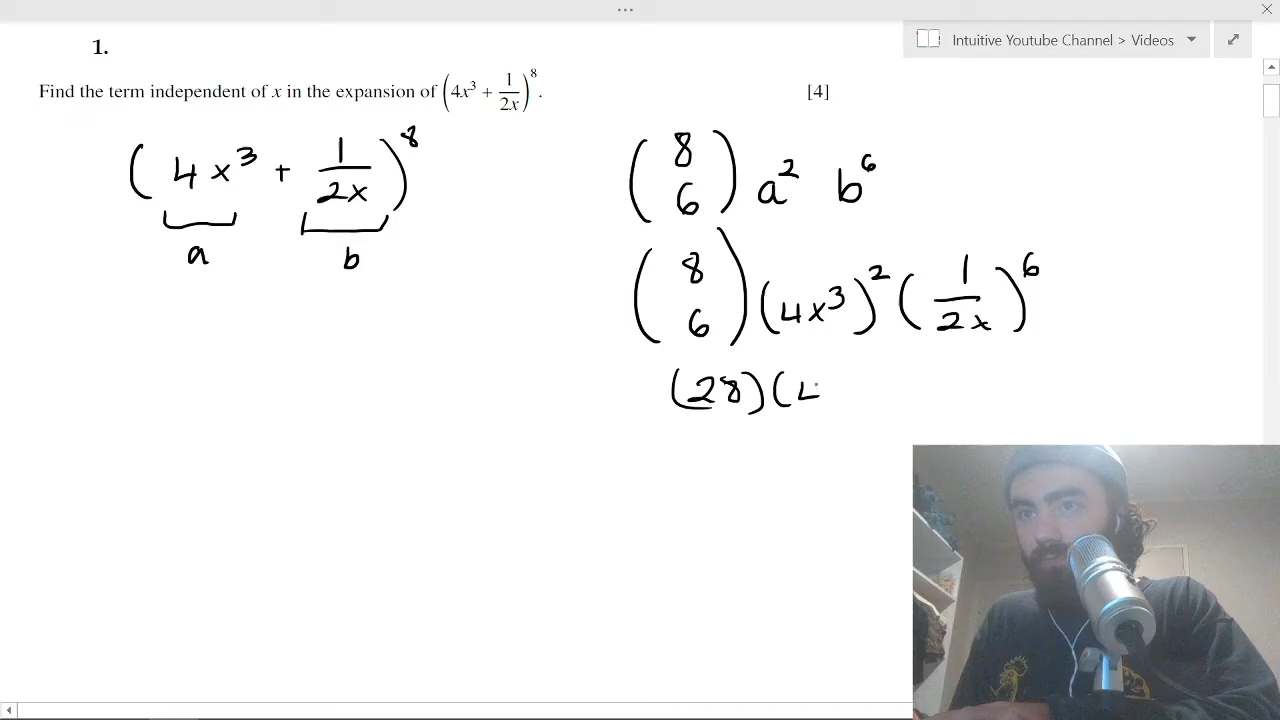 Intuitive Youtube Channel > Videos
1.
Find the term independent of x in the expansion of (4x³ + 1/2x)⁸. [4]
(4x³ + 1/2x)⁸
a b
(8 6) a² b⁶
(8 6) (4x³)² (1/2x)⁶
(28)(4